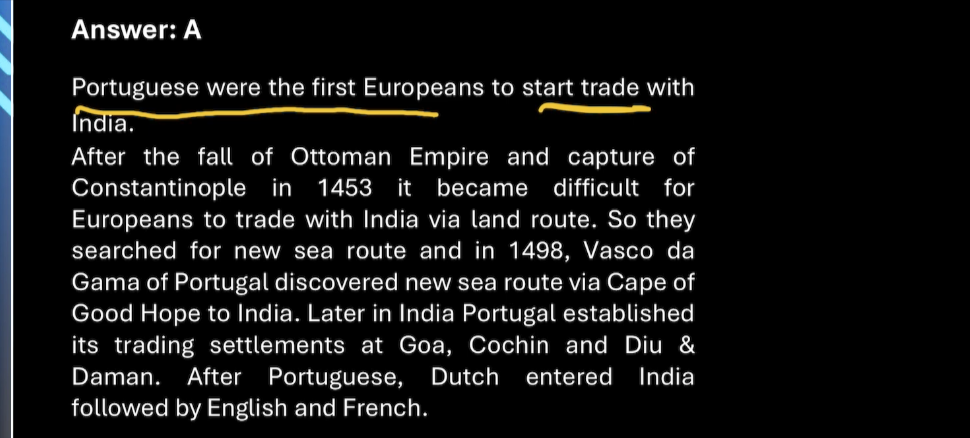 Answer: A
Portuguese were the first Europeans to start trade with
India.
After the fall of Ottoman Empire and capture of
Constantinople in 1453 it became difficult for
Europeans to trade with India via land route. So they
searched for new sea route and in 1498, Vasco da
Gama of Portugal discovered new sea route via Cape of
Good Hope to India. Later in India Portugal established
its trading settlements at Goa, Cochin and Diu &
Daman. After Portuguese, Dutch entered India
followed by English and French.